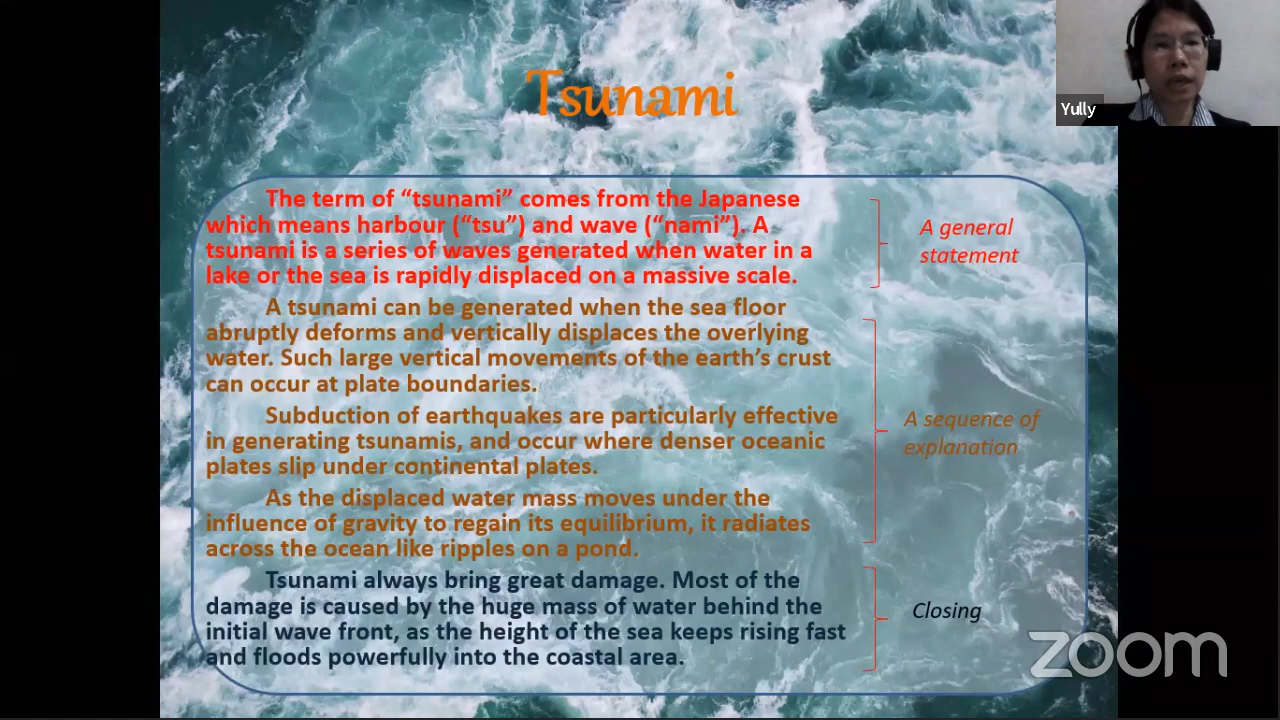 Tsunami
Yully
The term of “tsunami” comes from the Japanese
which means harbour (“tsu”) and wave (“nami”). A
tsunami is a series of waves generated when water in a
lake or the sea is rapidly displaced on a massive scale.
A general
statement
A tsunami can be generated when the sea floor
abruptly deforms and vertically displaces the overlying
water. Such large vertical movements of the earth’s crust
can occur at plate boundaries.
Subduction of earthquakes are particularly effective
in generating tsunamis, and occur where denser oceanic
plates slip under continental plates.
As the displaced water mass moves under the
influence of gravity to regain its equilibrium, it radiates
across the ocean like ripples on a pond.
A sequence of
explanation
Tsunami always bring great damage. Most of the
damage is caused by the huge mass of water behind the
initial wave front, as the height of the sea keeps rising fast
and floods powerfully into the coastal area.
Closing
zoom